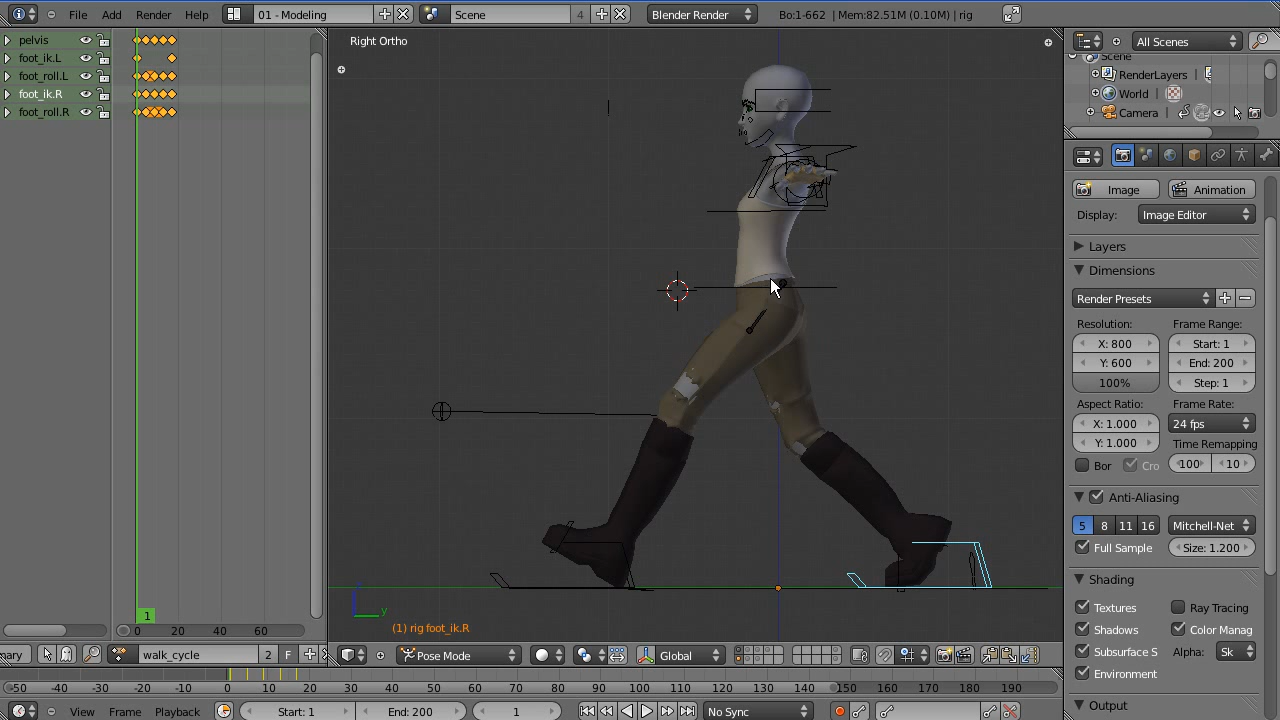 File Add Render Help 01 - Modeling Scene 4 Blender Render Bo:1-662 | Mem:82.51M (0.10M) | rig
pelvis
foot_ik.L
foot_roll.L
foot_ik.R
foot_roll.R
1
0 20 40 60
mary walk_cycle 2 F
Right Ortho
y
(1) rig foot_ik.R
Pose Mode Global
All Scenes
Scene
RenderLayers
World
Camera
Image Animation
Display: Image Editor
Layers
Dimensions
Render Presets
Resolution: Frame Range:
X: 800 Start: 1
Y: 600 End: 200
100% Step: 1
Aspect Ratio: Frame Rate:
X: 1.000 24 fps
Y: 1.000 Time Remapping
Bor Cro 100 10
Anti-Aliasing
5 8 11 16 Mitchell-Net
Full Sample Size: 1.200
Shading
Textures Ray Tracing
Shadows Color Manag
Subsurface S Alpha: Sk
Environment
Output
-50 -40 -30 -20 -10 0 10 20 30 40 50 60 70 80 90 100 110 120 130 140 150 160 170 180 190
View Frame Playback Start: 1 End: 200 1 No Sync